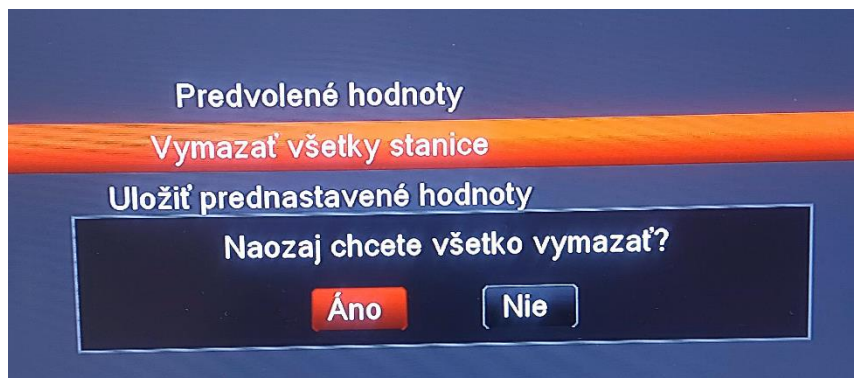 Predvolené hodnoty
Vymazať všetky stanice
Uložiť prednastavené hodnoty
Naozaj chcete všetko vymazať?
Áno
Nie